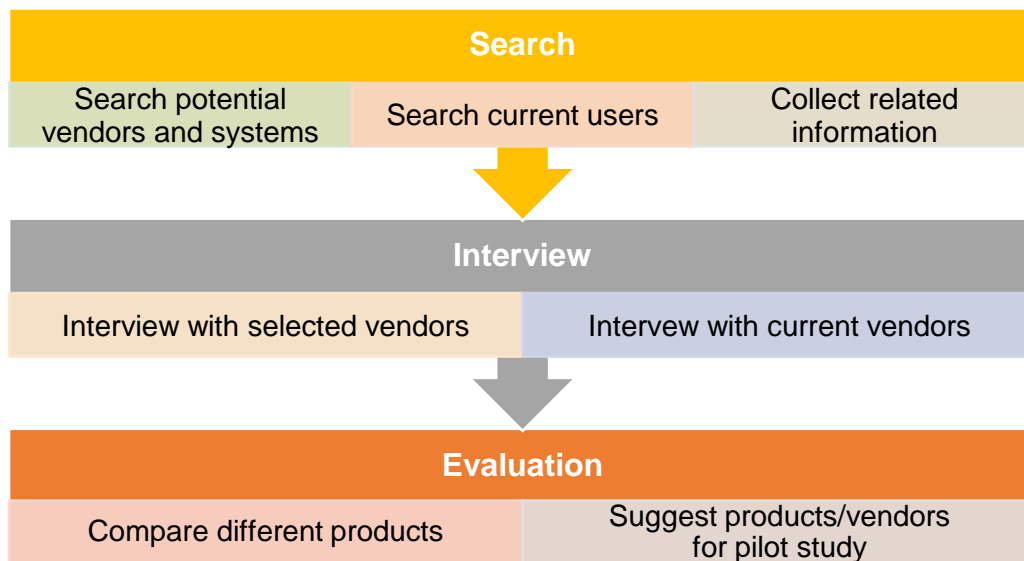 Search
Search potential
vendors and systems
Search current users
Collect related
information
Interview
Interview with selected vendors
Intervew with current vendors
Evaluation
Compare different products
Suggest products/vendors
for pilot study